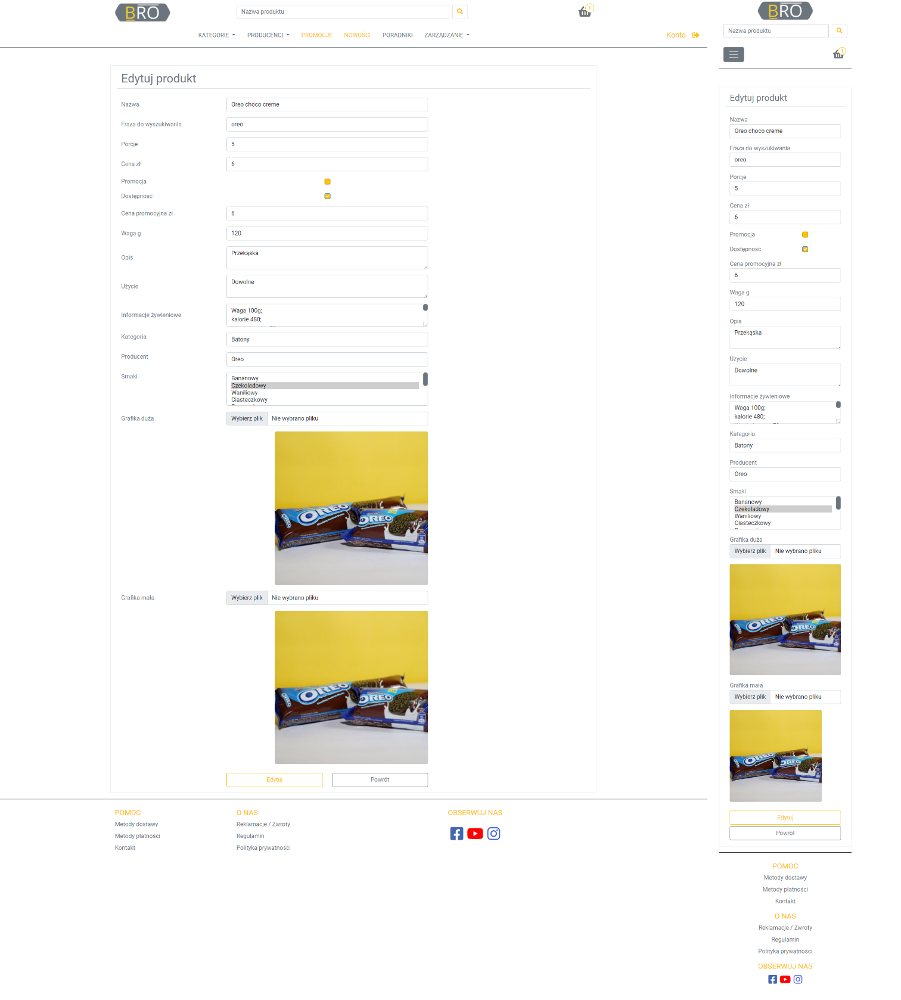 BRO
Nazwa produktu
1
KATEGORIE
PRODUCENCI
PROMOCJE
NOWOŚCI
PORADNIKI
ZARZĄDZANIE
Konto
Edytuj produkt
Nazwa
Oreo choco creme
Fraza do wyszukiwania
oreo
Porcje
5
Cena zł
6
Promocja
Dostępność
Cena promocyjna zł
6
Waga g
120
Opis
Przekąska
Użycie
Dowolne
Informacje żywieniowe
Waga 100g;
kalorie 480;
Kategoria
Batony
Producent
Oreo
Smaki
Bananowy
Czekoladowy
Waniliowy
Ciasteczkowy
Grafika duża
Wybierz plik
Nie wybrano pliku
OREO
OREO
Grafika mała
Wybierz plik
Nie wybrano pliku
OREO
OREO
Edytuj
Powrót
POMOC
Metody dostawy
Metody płatności
Kontakt
O NAS
Reklamacje / Zwroty
Regulamin
Polityka prywatności
OBSERWUJ NAS
BRO
Nazwa produktu
1
Edytuj produkt
Nazwa
Oreo choco creme
Fraza do wyszukiwania
oreo
Porcje
5
Cena zł
6
Promocja
Dostępność
Cena promocyjna zł
6
Waga g
120
Opis
Przekąska
Użycie
Dowolne
Informacje żywieniowe
Waga 100g;
kalorie 480;
Kategoria
Batony
Producent
Oreo
Smaki
Bananowy
Czekoladowy
Waniliowy
Ciasteczkowy
Grafika duża
Wybierz plik
Nie wybrano pliku
OREO
OREO
Grafika mała
Wybierz plik
Nie wybrano pliku
OREO
OREO
Edytuj
Powrót
POMOC
Metody dostawy
Metody płatności
Kontakt
O NAS
Reklamacje / Zwroty
Regulamin
Polityka prywatności
OBSERWUJ NAS